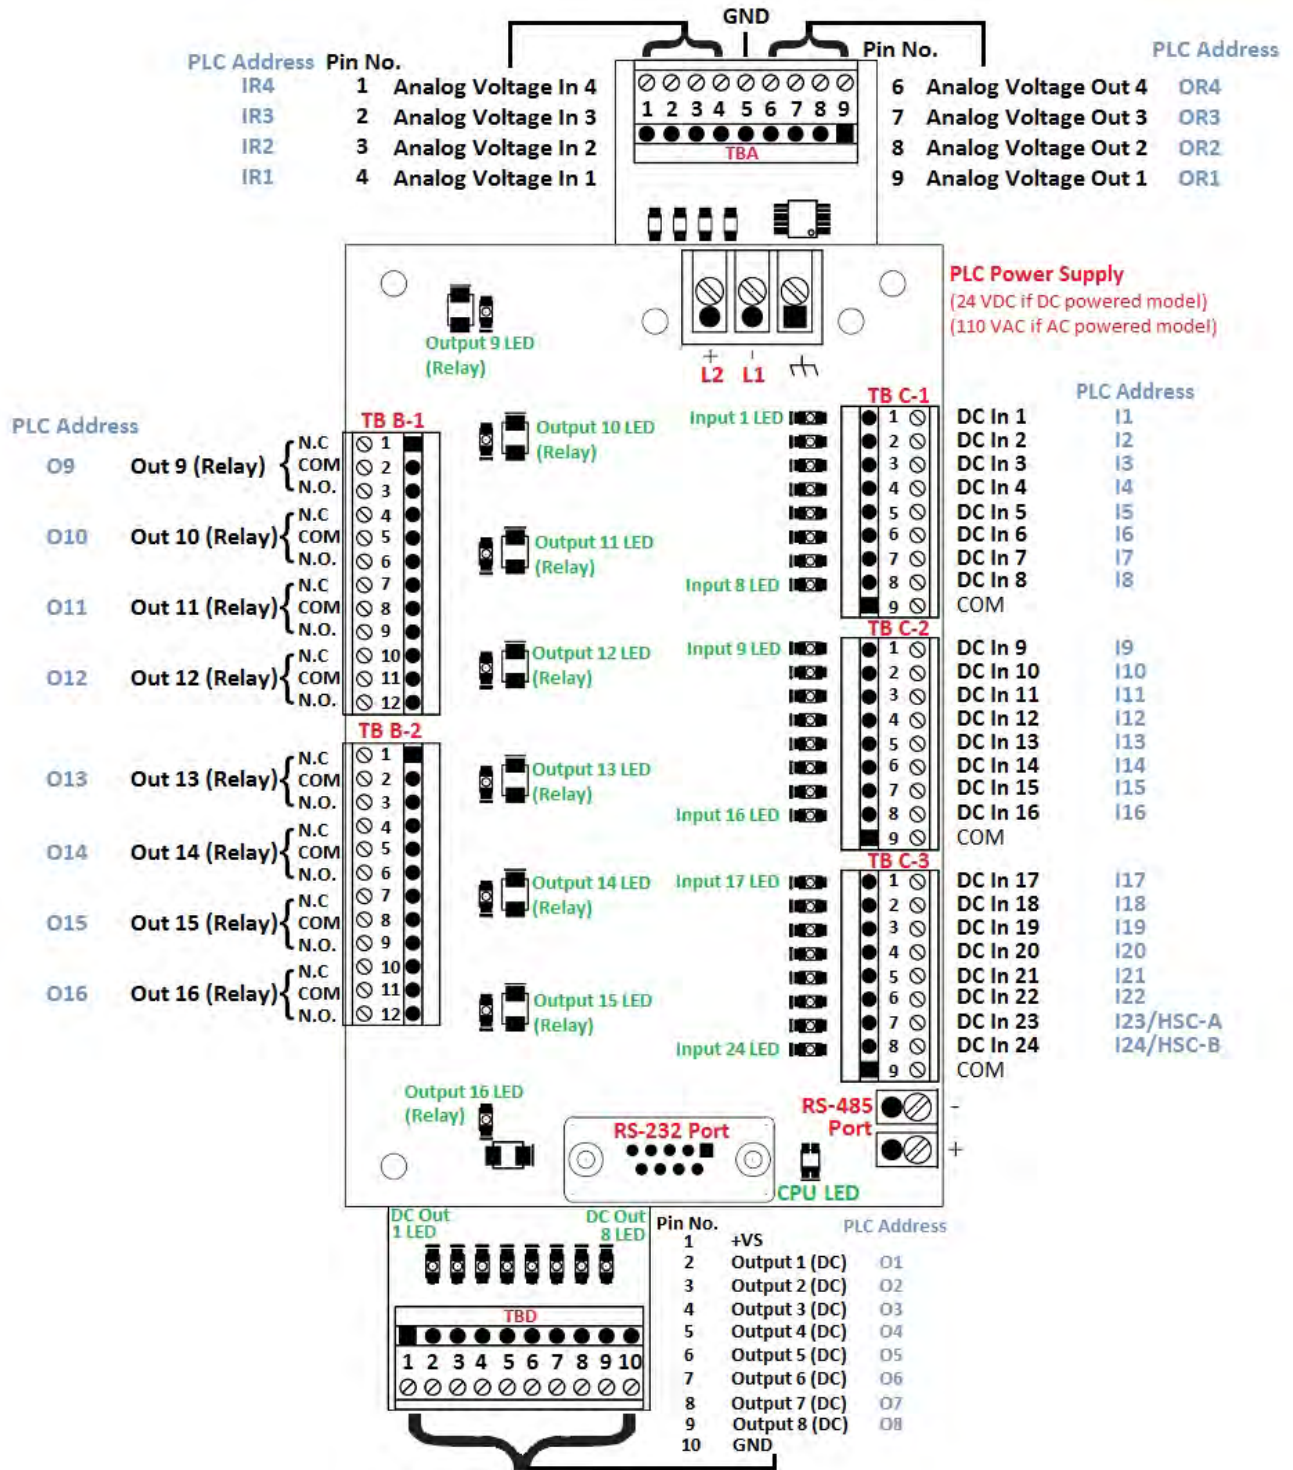 GND
PLC Address Pin No. Pin No. PLC Address
IR4 1 Analog Voltage In 4 6 Analog Voltage Out 4 OR4
IR3 2 Analog Voltage In 3 7 Analog Voltage Out 3 OR3
IR2 3 Analog Voltage In 2 8 Analog Voltage Out 2 OR2
IR1 4 Analog Voltage In 1 9 Analog Voltage Out 1 OR1
1 2 3 4 5 6 7 8 9
TBA
PLC Power Supply
(24 VDC if DC powered model)
(110 VAC if AC powered model)
+ -
L2 L1
Output 9 LED
(Relay)
Output 10 LED
(Relay)
Output 11 LED
(Relay)
Output 12 LED
(Relay)
Output 13 LED
(Relay)
Output 14 LED
(Relay)
Output 15 LED
(Relay)
Output 16 LED
(Relay)
PLC Address
TB B-1
N.C 1
O9 Out 9 (Relay) COM 2
N.O. 3
N.C 4
O10 Out 10 (Relay) COM 5
N.O. 6
N.C 7
O11 Out 11 (Relay) COM 8
N.O. 9
N.C 10
O12 Out 12 (Relay) COM 11
N.O. 12
TB B-2
N.C 1
O13 Out 13 (Relay) COM 2
N.O. 3
N.C 4
O14 Out 14 (Relay) COM 5
N.O. 6
N.C 7
O15 Out 15 (Relay) COM 8
N.O. 9
N.C 10
O16 Out 16 (Relay) COM 11
N.O. 12
PLC Address
TB C-1
Input 1 LED 1 DC In 1 I1
2 DC In 2 I2
3 DC In 3 I3
4 DC In 4 I4
5 DC In 5 I5
6 DC In 6 I6
7 DC In 7 I7
Input 8 LED 8 DC In 8 I8
9 COM
TB C-2
Input 9 LED 1 DC In 9 I9
2 DC In 10 I10
3 DC In 11 I11
4 DC In 12 I12
5 DC In 13 I13
6 DC In 14 I14
7 DC In 15 I15
Input 16 LED 8 DC In 16 I16
9 COM
TB C-3
Input 17 LED 1 DC In 17 I17
2 DC In 18 I18
3 DC In 19 I19
4 DC In 20 I20
5 DC In 21 I21
6 DC In 22 I22
7 DC In 23 I23/HSC-A
Input 24 LED 8 DC In 24 I24/HSC-B
9 COM
RS-485 -
Port +
RS-232 Port
CPU LED
DC Out
1 LED
DC Out
8 LED
TBD
1 2 3 4 5 6 7 8 9 10
Pin No. PLC Address
1 +VS
2 Output 1 (DC) O1
3 Output 2 (DC) O2
4 Output 3 (DC) O3
5 Output 4 (DC) O4
6 Output 5 (DC) O5
7 Output 6 (DC) O6
8 Output 7 (DC) O7
9 Output 8 (DC) O8
10 GND